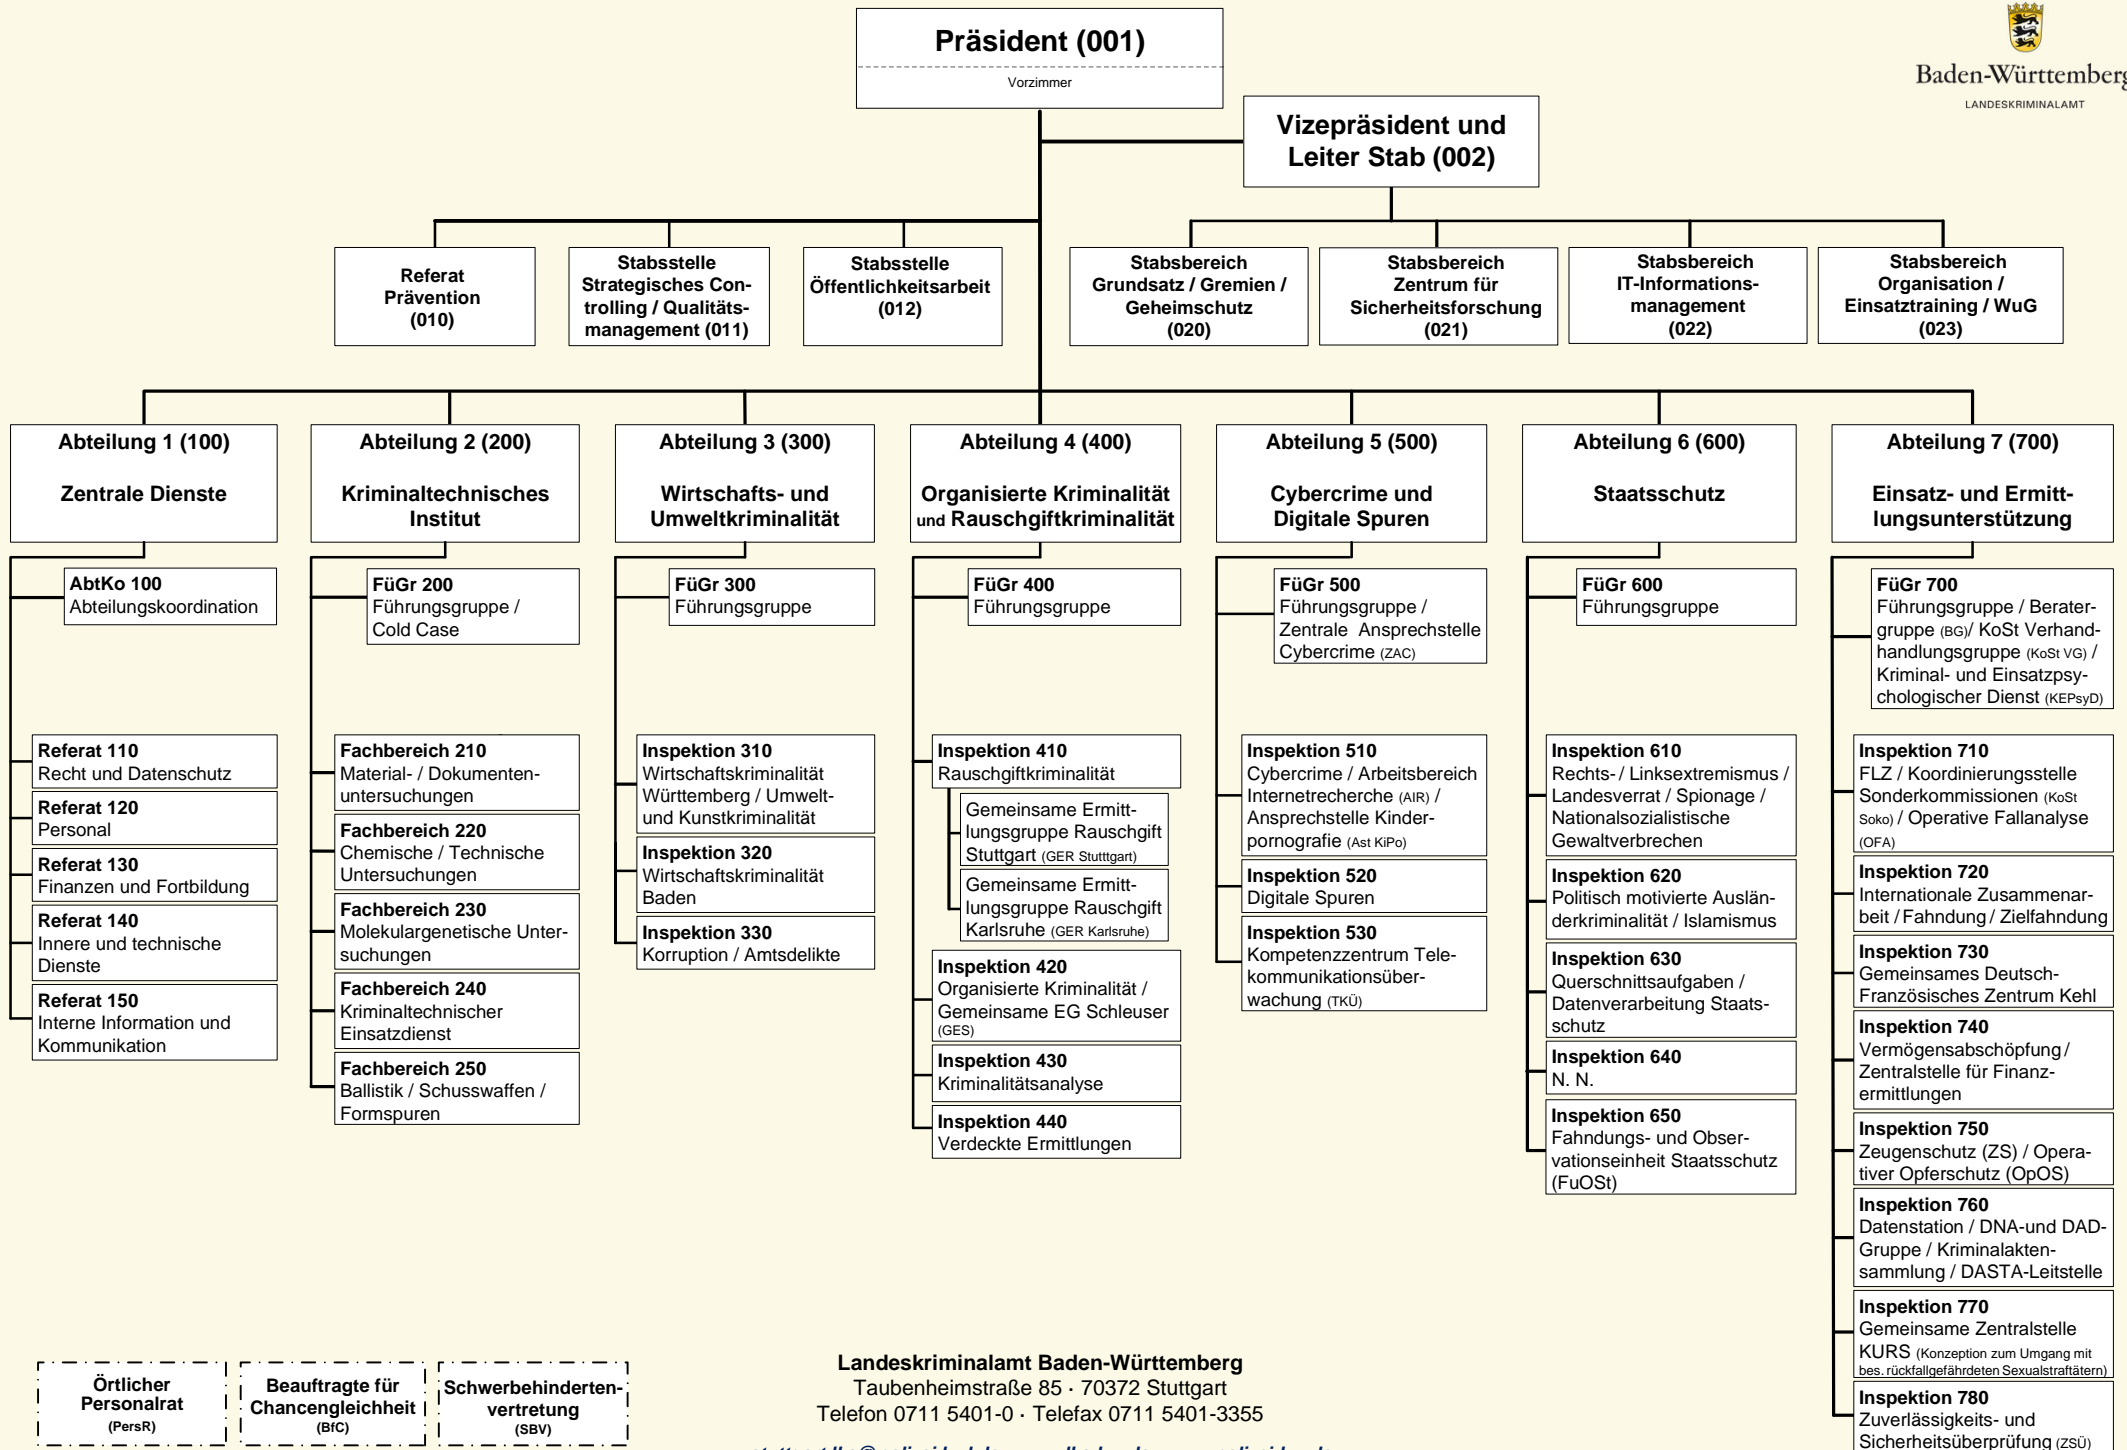 Präsident (001)
Vorzimmer
Baden-Württemberg
LANDESKRIMINALAMT
Vizepräsident und
Leiter Stab (002)
Referat
Prävention
(010)
Stabsstelle
Strategisches Con-
trolling / Qualitäts-
management (011)
Stabsstelle
Öffentlichkeitsarbeit
(012)
Stabsbereich
Grundsatz / Gremien /
Geheimschutz
(020)
Stabsbereich
Zentrum für
Sicherheitsforschung
(021)
Stabsbereich
IT-Informations-
management
(022)
Stabsbereich
Organisation /
Einsatztraining / WuG
(023)
Abteilung 1 (100)
Zentrale Dienste
AbtKo 100
Abteilungskoordination
Referat 110
Recht und Datenschutz
Referat 120
Personal
Referat 130
Finanzen und Fortbildung
Referat 140
Innere und technische
Dienste
Referat 150
Interne Information und
Kommunikation
Abteilung 2 (200)
Kriminaltechnisches
Institut
FüGr 200
Führungsgruppe /
Cold Case
Fachbereich 210
Material- / Dokumenten-
untersuchungen
Fachbereich 220
Chemische / Technische
Untersuchungen
Fachbereich 230
Molekulargenetische Unter-
suchungen
Fachbereich 240
Kriminaltechnischer
Einsatzdienst
Fachbereich 250
Ballistik / Schusswaffen /
Formspuren
Abteilung 3 (300)
Wirtschafts- und
Umweltkriminalität
FüGr 300
Führungsgruppe
Inspektion 310
Wirtschaftskriminalität
Württemberg / Umwelt-
und Kunstkriminalität
Inspektion 320
Wirtschaftskriminalität
Baden
Inspektion 330
Korruption / Amtsdelikte
Abteilung 4 (400)
Organisierte Kriminalität
und Rauschgiftkriminalität
FüGr 400
Führungsgruppe
Inspektion 410
Rauschgiftkriminalität
Gemeinsame Ermitt-
lungsgruppe Rauschgift
Stuttgart (GER Stutttgart)
Gemeinsame Ermitt-
lungsgruppe Rauschgift
Karlsruhe (GER Karlsruhe)
Inspektion 420
Organisierte Kriminalität /
Gemeinsame EG Schleuser
(GES)
Inspektion 430
Kriminalitätsanalyse
Inspektion 440
Verdeckte Ermittlungen
Abteilung 5 (500)
Cybercrime und
Digitale Spuren
FüGr 500
Führungsgruppe /
Zentrale Ansprechstelle
Cybercrime (ZAC)
Inspektion 510
Cybercrime / Arbeitsbereich
Internetrecherche (AIR) /
Ansprechstelle Kinder-
pornografie (Ast KiPo)
Inspektion 520
Digitale Spuren
Inspektion 530
Kompetenzzentrum Tele-
kommunikationsüber-
wachung (TKÜ)
Abteilung 6 (600)
Staatsschutz
FüGr 600
Führungsgruppe
Inspektion 610
Rechts- / Linksextremismus /
Landesverrat / Spionage /
Nationalsozialistische
Gewaltverbrechen
Inspektion 620
Politisch motivierte Auslän-
derkriminalität / Islamismus
Inspektion 630
Querschnittsaufgaben /
Datenverarbeitung Staats-
schutz
Inspektion 640
N. N.
Inspektion 650
Fahndungs- und Obser-
vationseinheit Staatsschutz
(FuOSt)
Abteilung 7 (700)
Einsatz- und Ermitt-
lungsunterstützung
FüGr 700
Führungsgruppe / Berater-
gruppe (BG)/ KoSt Verhand-
handlungsgruppe (KoSt VG) /
Kriminal- und Einsatzpsy-
chologischer Dienst (KEPsyD)
Inspektion 710
FLZ / Koordinierungsstelle
Sonderkommissionen (KoSt
Soko) / Operative Fallanalyse
(OFA)
Inspektion 720
Internationale Zusammenar-
beit / Fahndung / Zielfahndung
Inspektion 730
Gemeinsames Deutsch-
Französisches Zentrum Kehl
Inspektion 740
Vermögensabschöpfung /
Zentralstelle für Finanz-
ermittlungen
Inspektion 750
Zeugenschutz (ZS) / Opera-
tiver Opferschutz (OpOS)
Inspektion 760
Datenstation / DNA-und DAD-
Gruppe / Kriminalakten-
sammlung / DASTA-Leitstelle
Inspektion 770
Gemeinsame Zentralstelle
KURS (Konzeption zum Umgang mit
bes. rückfallgefährdeten Sexualstraftätern)
Inspektion 780
Zuverlässigkeits- und
Sicherheitsüberprüfung (ZSÜ)
Örtlicher
Personalrat
(PersR)
Beauftragte für
Chancengleichheit
(BfC)
Schwerbehinderten-
vertretung
(SBV)
Landeskriminalamt Baden-Württemberg
Taubenheimstraße 85 · 70372 Stuttgart
Telefon 0711 5401-0 · Telefax 0711 5401-3355